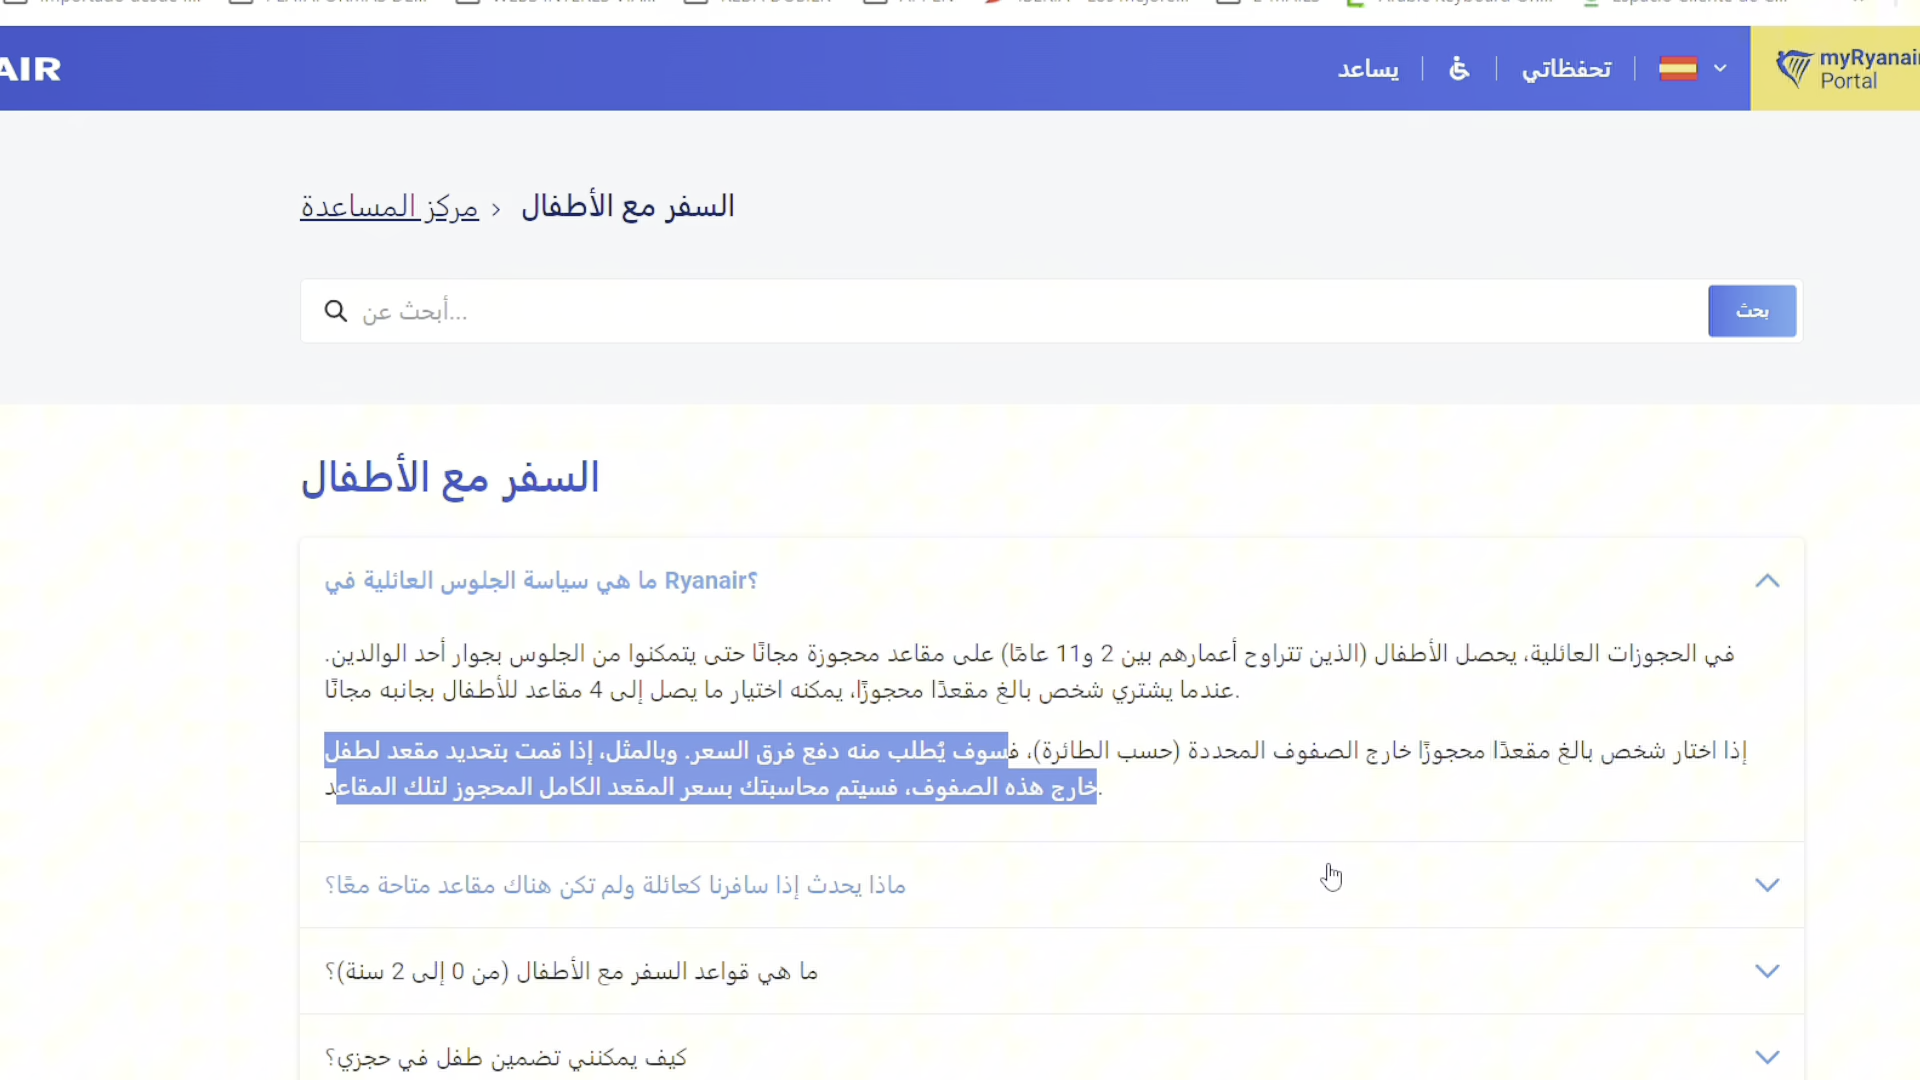 AIR
يساعد
تحفظاتي
myRyanair
Portal
مركز المساعدة > السفر مع الأطفال
أبحث عن...
بحث
السفر مع الأطفال
ما هي سياسة الجلوس العائلية في Ryanair؟
في الحجوزات العائلية، يحصل الأطفال (الذين تتراوح أعمارهم بين 2 و11 عامًا) على مقاعد محجوزة مجانًا حتى يتمكنوا من الجلوس بجوار أحد الوالدين.
عندما يشتري شخص بالغ مقعدًا محجوزًا، يمكنه اختيار ما يصل إلى 4 مقاعد للأطفال بجانبه مجانًا.
إذا اختار شخص بالغ مقعدًا محجوزًا خارج الصفوف المحددة (حسب الطائرة)، فسوف يُطلب منه دفع فرق السعر. وبالمثل، إذا قمت بتحديد مقعد لطفل
خارج هذه الصفوف، فسيتم محاسبتك بسعر المقعد الكامل المحجوز لتلك المقاعد.
ماذا يحدث إذا سافرنا كعائلة ولم تكن هناك مقاعد متاحة معًا؟
ما هي قواعد السفر مع الأطفال (من 0 إلى 2 سنة)؟
كيف يمكنني تضمين طفل في حجزي؟